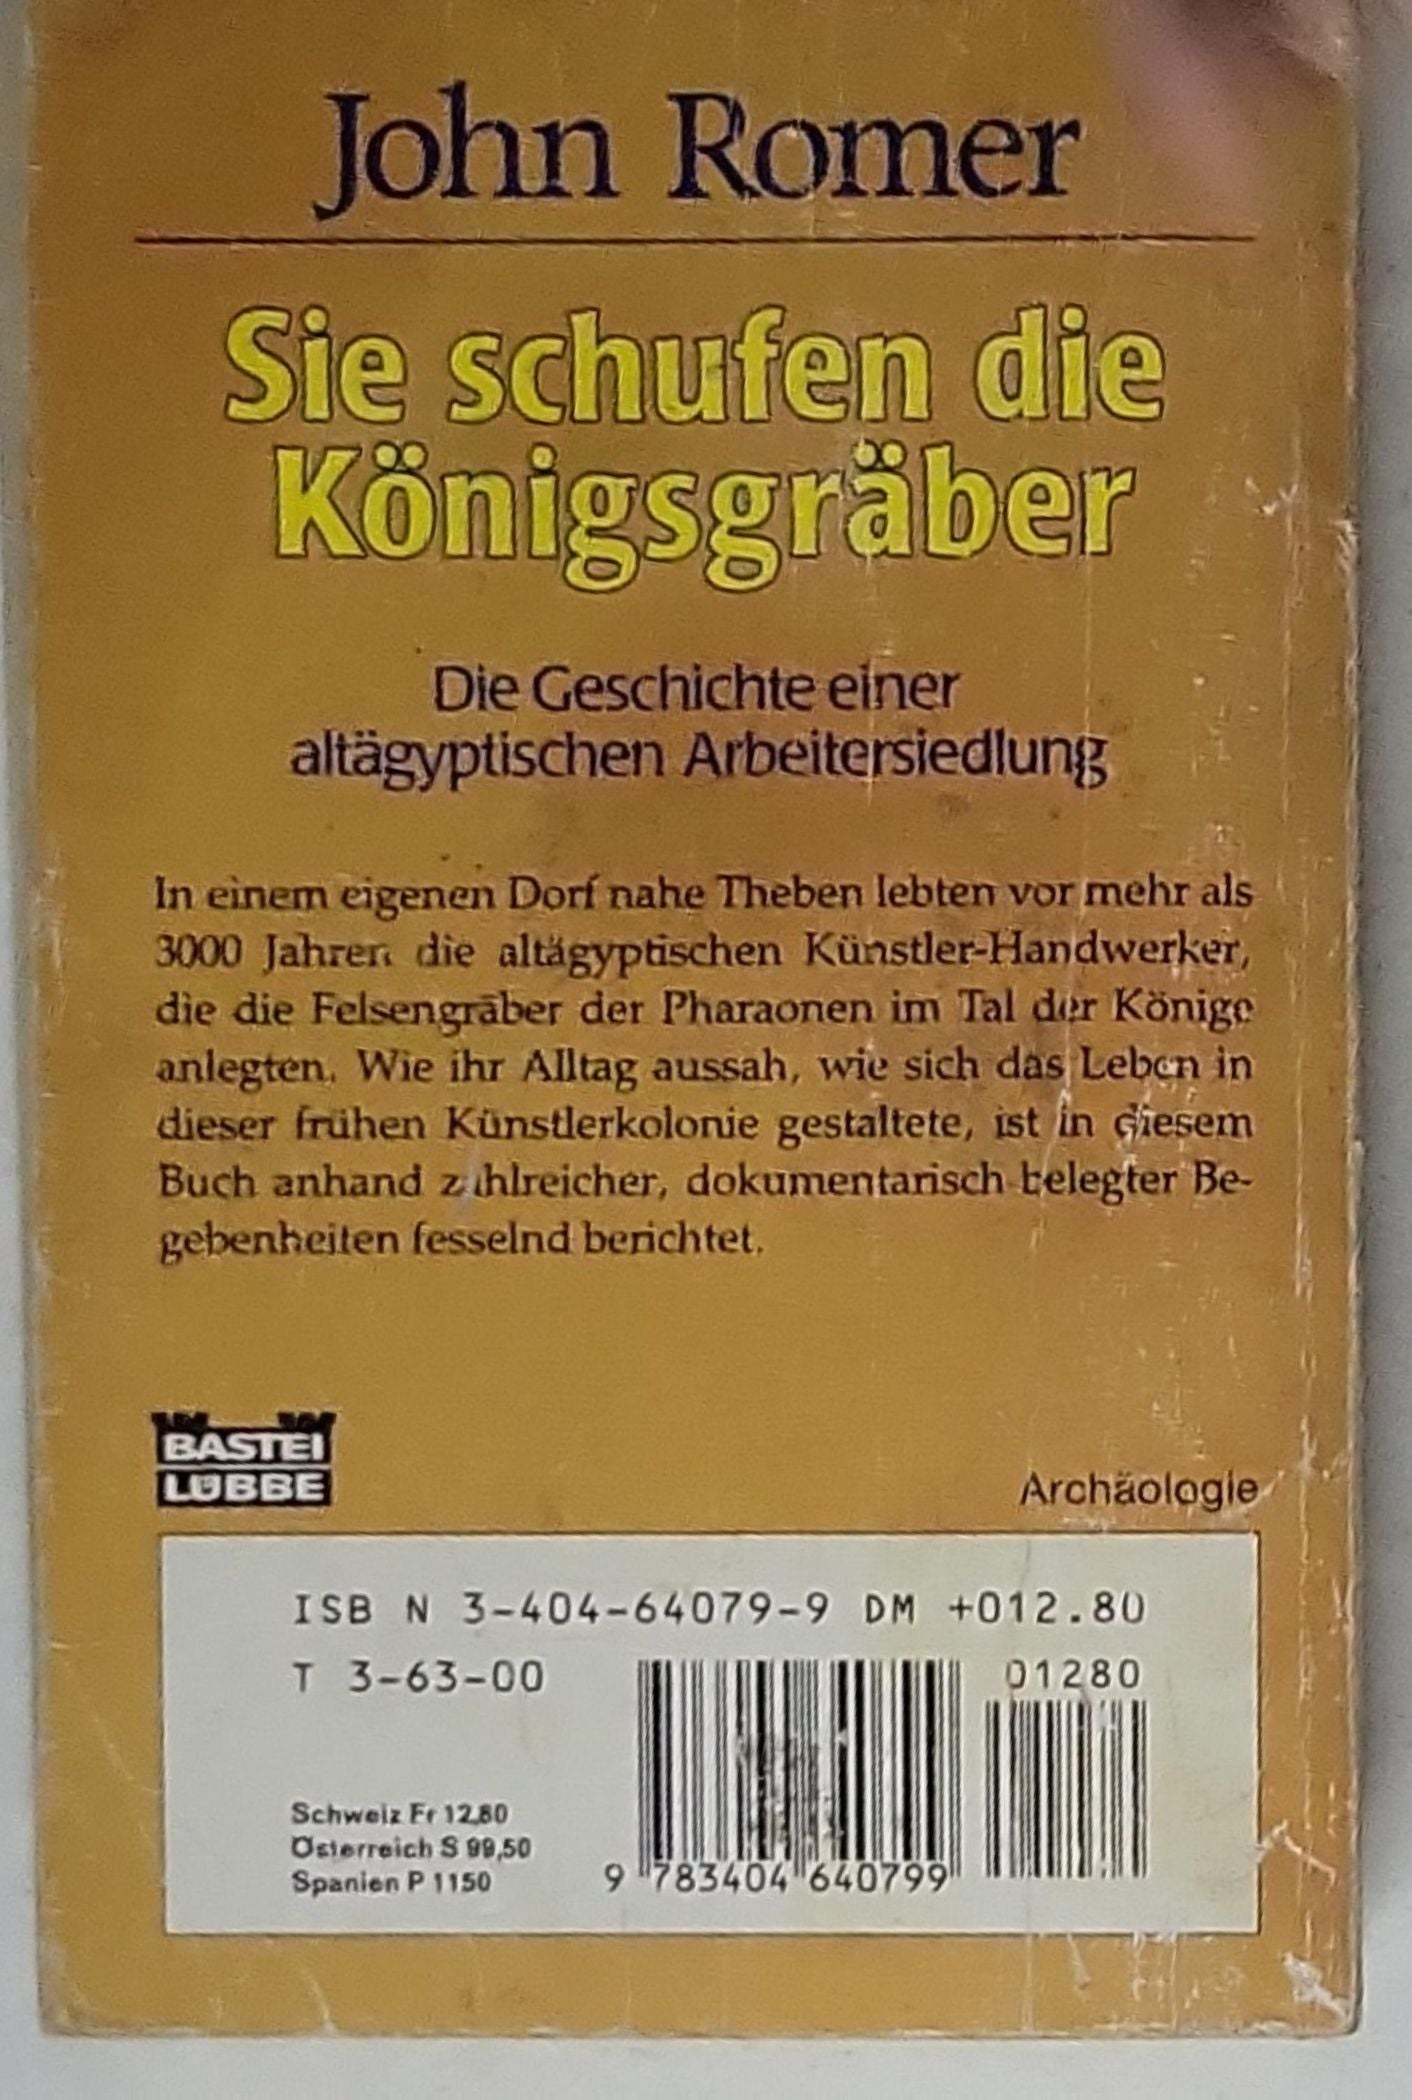 John Romer
Sie schufen die
Königsgräber
Die Geschichte einer
altägyptischen Arbeitersiedlung
In einem eigenen Dorf nahe Theben lebten vor mehr als
3000 Jahren die altägyptischen Künstler-Handwerker,
die die Felsengräber der Pharaonen im Tal der Könige
anlegten. Wie ihr Alltag aussah, wie sich das Leben in
dieser frühen Künstlerkolonie gestaltete, ist in diesem
Buch anhand zahlreicher, dokumentarisch belegter Be-
gebenheiten fesselnd berichtet.
BASTEI
LÜBBE
Archäologie
ISB N 3-404-64079-9 DM +012.80
T 3-63-00
01280
Schweiz Fr 12,80
Österreich S 99,50
Spanien P 1150
9 783404 640799